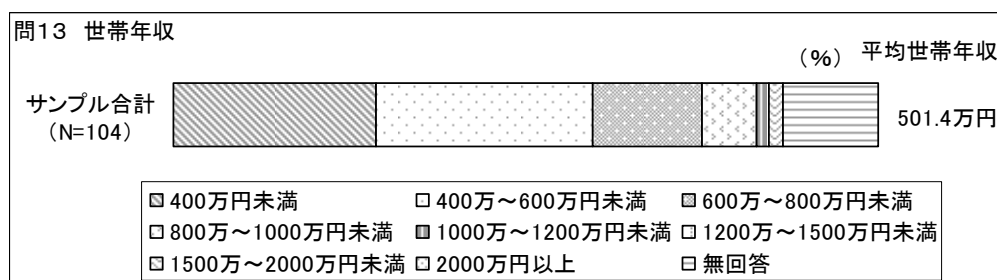 問13 世帯年収
（％） 平均世帯年収
サンプル合計
（N=104）
501.4万円
400万円未満 400万～600万円未満 600万～800万円未満
800万～1000万円未満 1000万～1200万円未満 1200万～1500万円未満
1500万～2000万円未満 2000万円以上 無回答